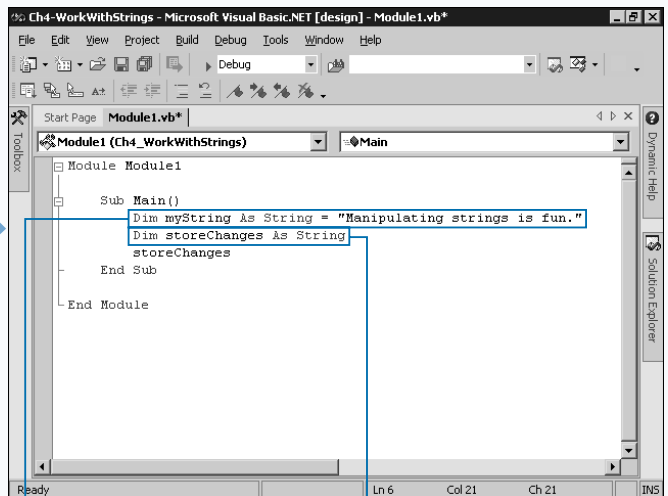 Ch4-WorkWithStrings - Microsoft Visual Basic.NET [design] - Module1.vb*
File Edit View Project Build Debug Tools Window Help
Debug
Start Page Module1.vb*
Toolbox
Module1 (Ch4_WorkWithStrings) Main
Module Module1
Sub Main()
Dim myString As String = "Manipulating strings is fun."
Dim storeChanges As String
storeChanges
End Sub
End Module
Dynamic Help
Solution Explorer
Ready Ln 6 Col 21 Ch 21 INS